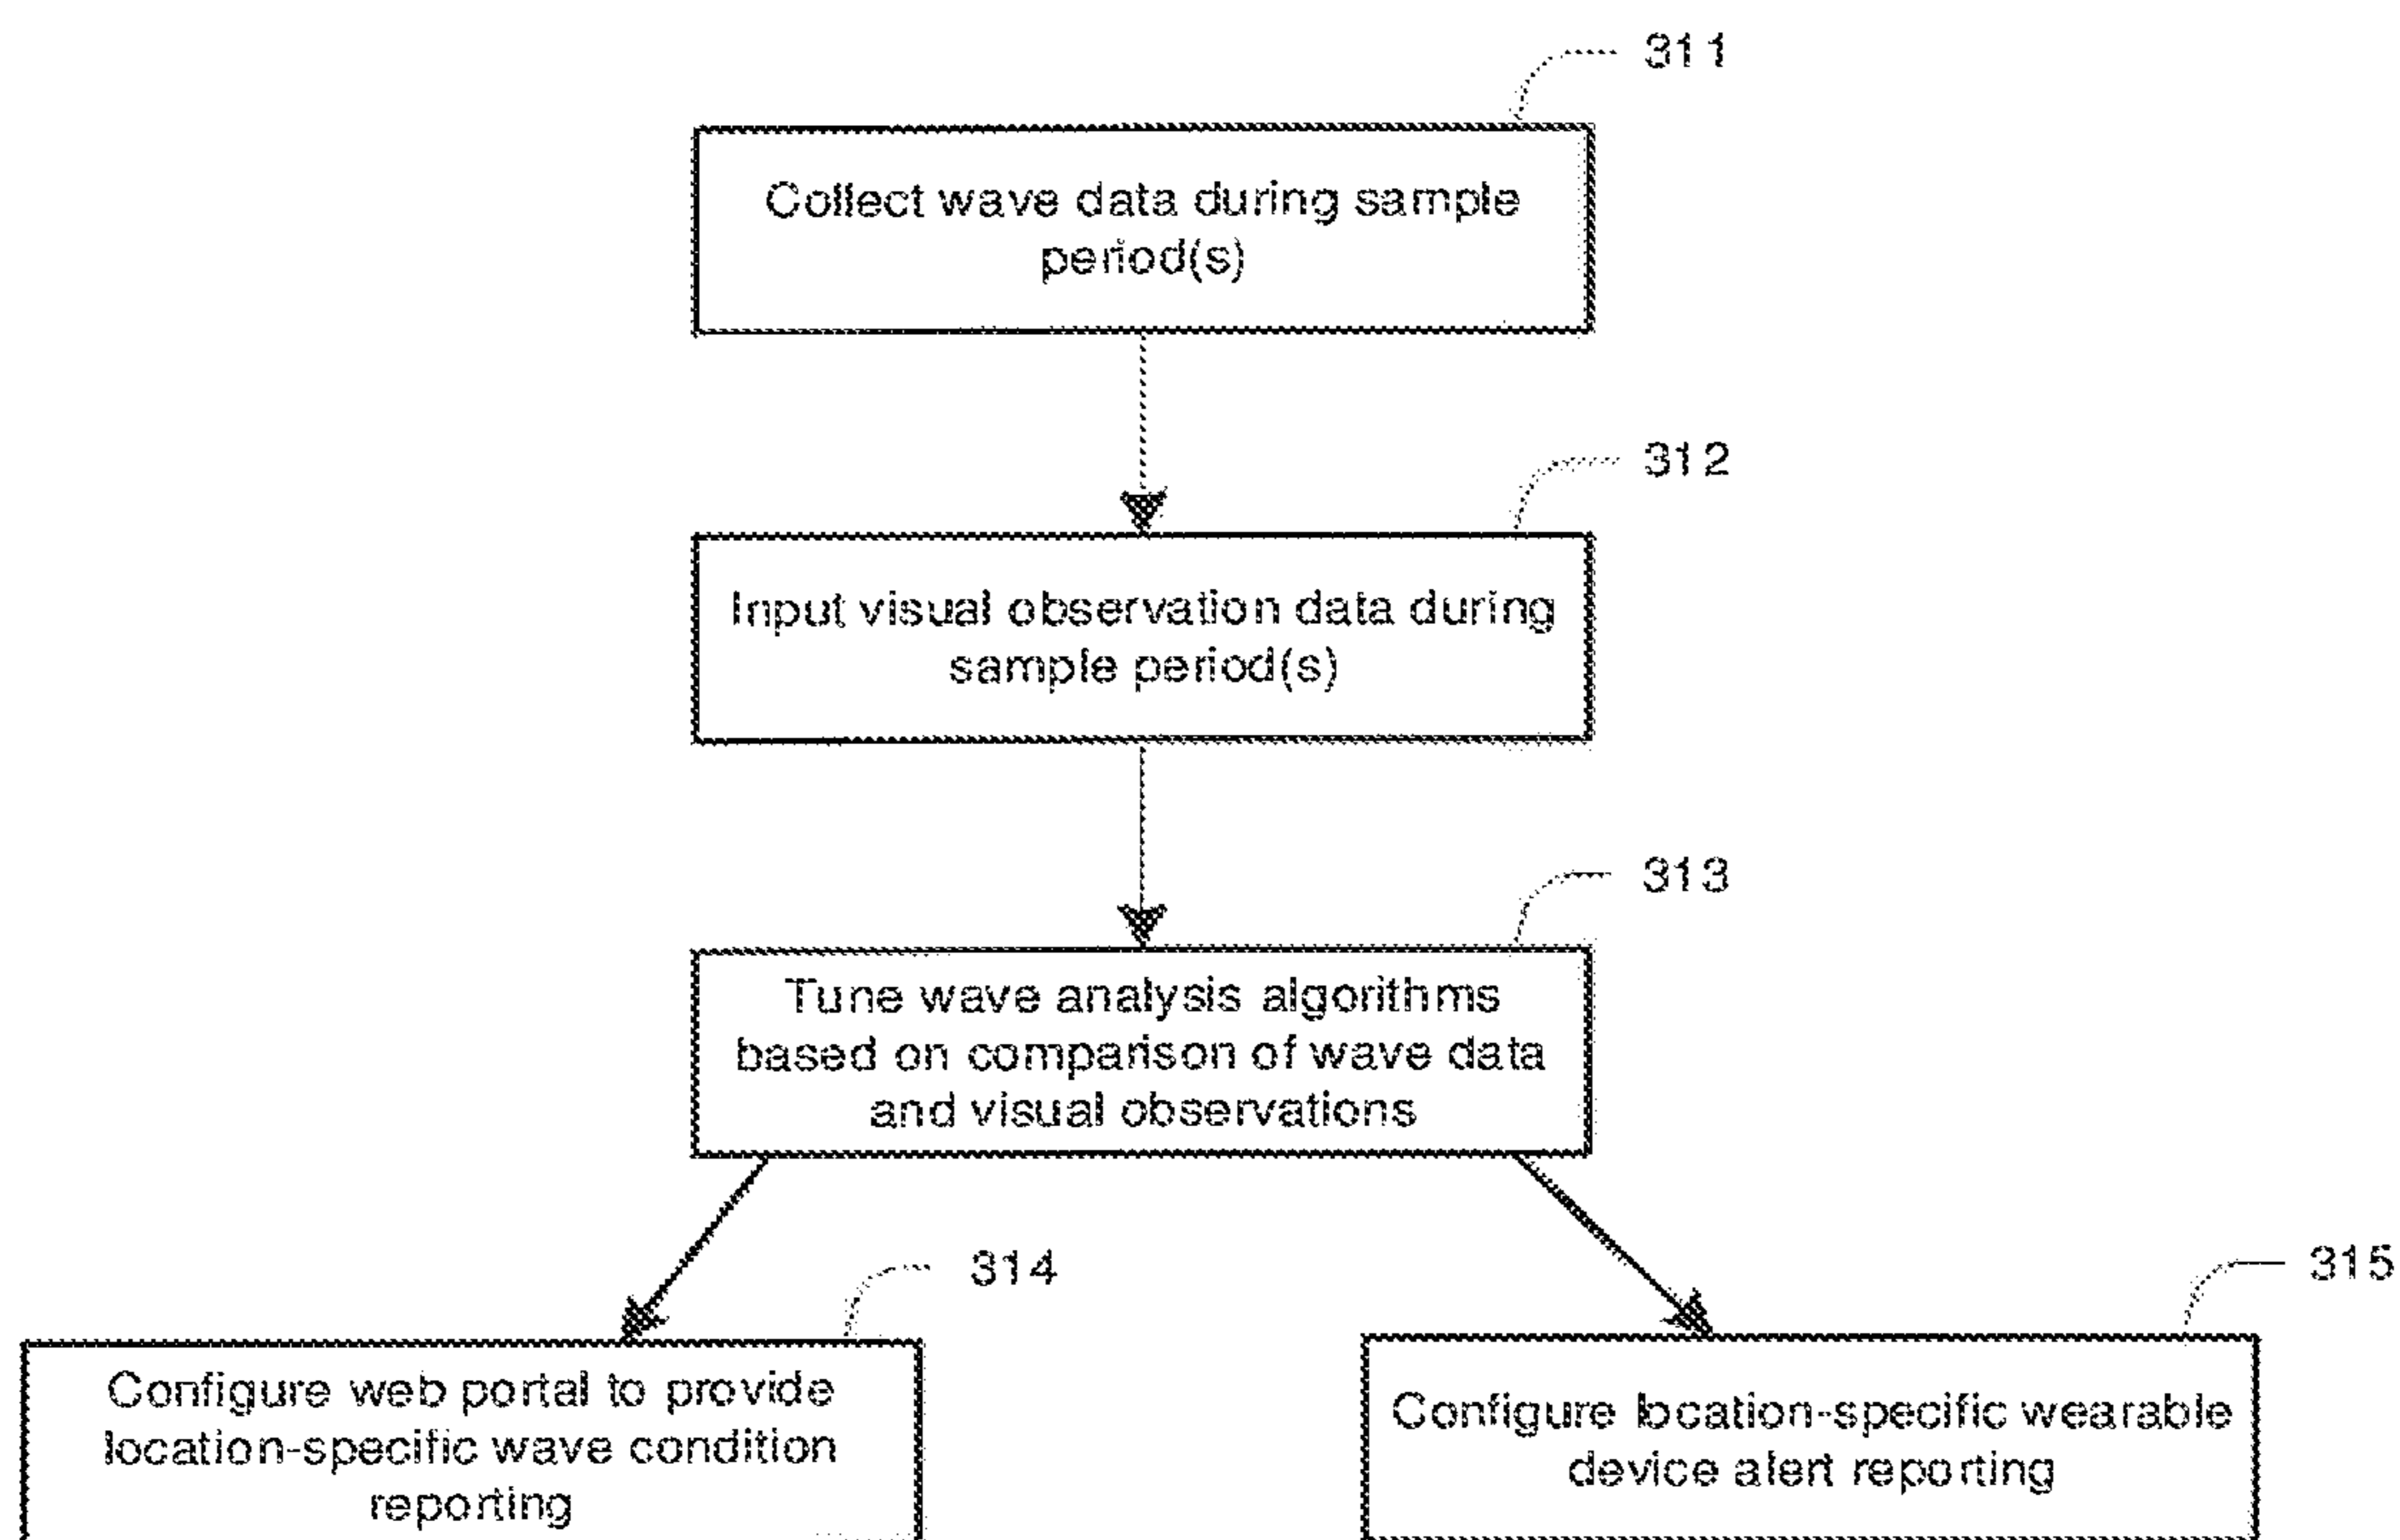 311
Collect wave data during sample
period(s)
312
Input visual observation data during
sample period(s)
313
Tune wave analysis algorithms
based on comparison of wave data
and visual observations
314
Configure web portal to provide
location-specific wave condition
reporting
315
Configure location-specific wearable
device alert reporting